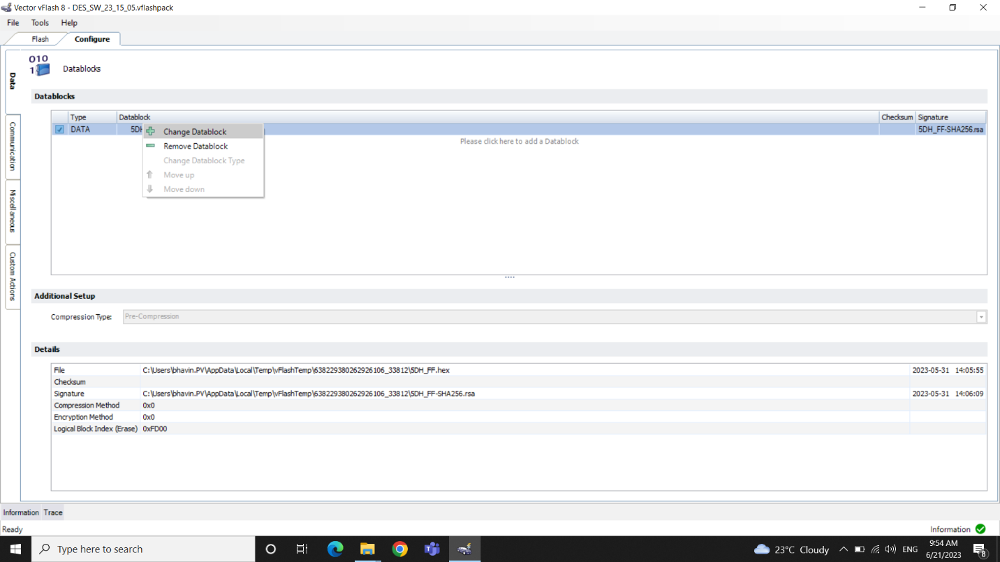 Vector vFlash 8 - DES_SW_23_15_05.vflashpack
File Tools Help
Flash Configure
Data
Communication
Miscellaneous
Custom Actions
010
1
Datablocks
Datablocks
Type Datablock Checksum Signature
DATA 5DH 5DH_FF-SHA256.rsa
Please click here to add a Datablock
Change Datablock
Remove Datablock
Change Datablock Type
Move up
Move down
Additional Setup
Compression Type: Pre-Compression
Details
File C:\Users\bhavin.PV\AppData\Local\Temp\vFlashTemp\638229380262926106_33812\5DH_FF.hex 2023-05-31 14:05:55
Checksum
Signature C:\Users\bhavin.PV\AppData\Local\Temp\vFlashTemp\638229380262926106_33812\5DH_FF-SHA256.rsa 2023-05-31 14:06:09
Compression Method 0x0
Encryption Method 0x0
Logical Block Index (Erase) 0xFD00
Information Trace
Ready Information
Type here to search
23°C Cloudy ENG
9:54 AM
6/21/2023
8